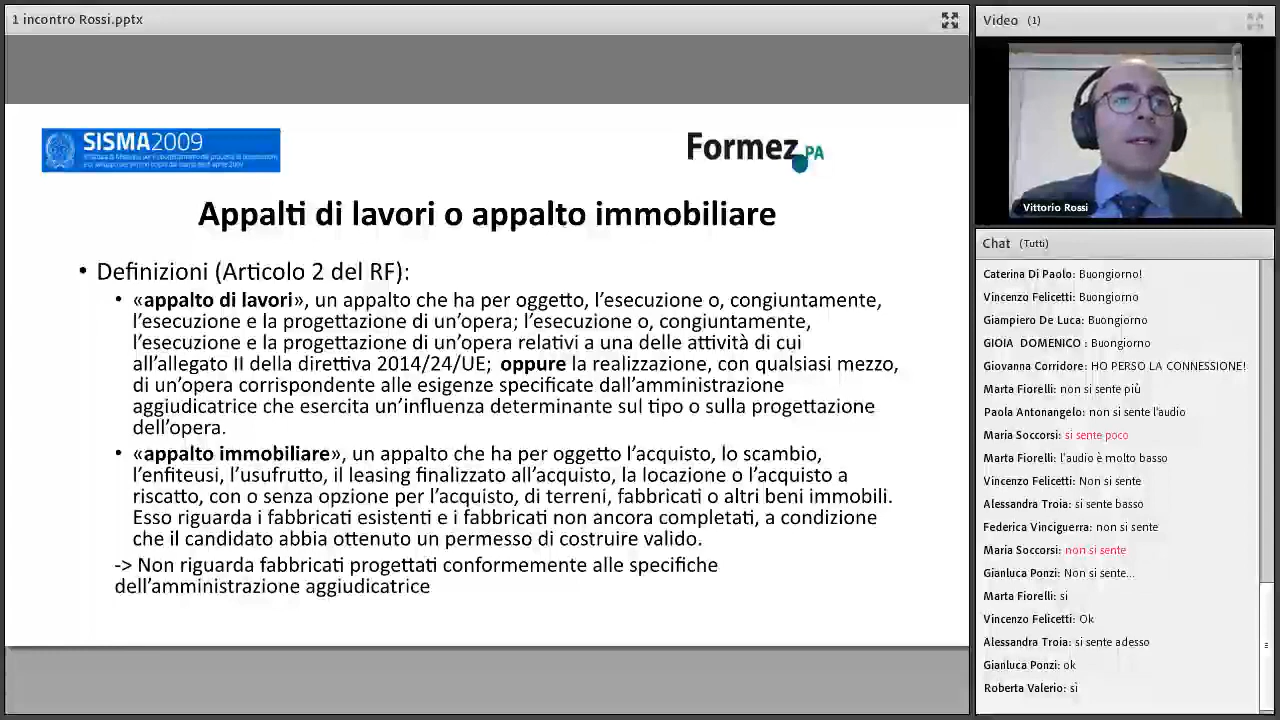 1 incontro Rossi.pptx
SISMA2009
Formez PA
Appalti di lavori o appalto immobiliare
• Definizioni (Articolo 2 del RF):
• «appalto di lavori», un appalto che ha per oggetto, l’esecuzione o, congiuntamente,
l’esecuzione e la progettazione di un’opera; l’esecuzione o, congiuntamente,
l’esecuzione e la progettazione di un’opera relativi a una delle attività di cui
all’allegato II della direttiva 2014/24/UE; oppure la realizzazione, con qualsiasi mezzo,
di un’opera corrispondente alle esigenze specificate dall’amministrazione
aggiudicatrice che esercita un’influenza determinante sul tipo o sulla progettazione
dell’opera.
• «appalto immobiliare», un appalto che ha per oggetto l’acquisto, lo scambio,
l’enfiteusi, l’usufrutto, il leasing finalizzato all’acquisto, la locazione o l’acquisto a
riscatto, con o senza opzione per l’acquisto, di terreni, fabbricati o altri beni immobili.
Esso riguarda i fabbricati esistenti e i fabbricati non ancora completati, a condizione
che il candidato abbia ottenuto un permesso di costruire valido.
-> Non riguarda fabbricati progettati conformemente alle specifiche
dell’amministrazione aggiudicatrice
Video (1)
Vittorio Rossi
Chat (Tutti)
Caterina Di Paolo: Buongiorno!
Vincenzo Felicetti: Buongiorno
Giampiero De Luca: Buongiorno
GIOIA DOMENICO : Buongiorno
Giovanna Corridore: HO PERSO LA CONNESSIONE!
Marta Fiorelli: non si sente più
Paola Antonangelo: non si sente l'audio
Maria Soccorsi: si sente poco
Marta Fiorelli: l'audio è molto basso
Vincenzo Felicetti: Non si sente
Alessandra Troia: si sente basso
Federica Vinciguerra: non si sente
Maria Soccorsi: non si sente
Gianluca Ponzi: Non si sente...
Marta Fiorelli: si
Vincenzo Felicetti: Ok
Alessandra Troia: si sente adesso
Gianluca Ponzi: ok
Roberta Valerio: sì